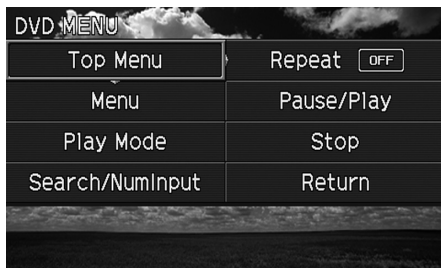 DVD MENU
Top Menu
Repeat OFF
Menu
Pause/Play
Play Mode
Stop
Search/NumInput
Return